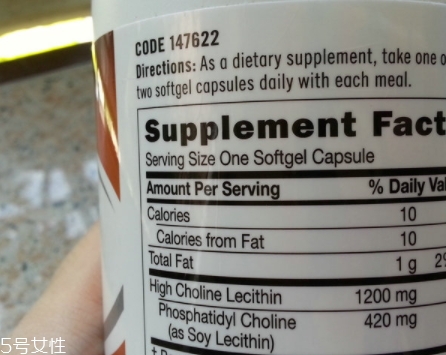 CODE 147622
Directions: As a dietary supplement, take one o
two softgel capsules daily with each meal.
Supplement Fact
Serving Size One Softgel Capsule
Amount Per Serving % Daily Val
Calories 10
Calories from Fat 10
Total Fat 1 g 2%
High Choline Lecithin 1200 mg
Phosphatidyl Choline 420 mg
(as Soy Lecithin)
5号女性